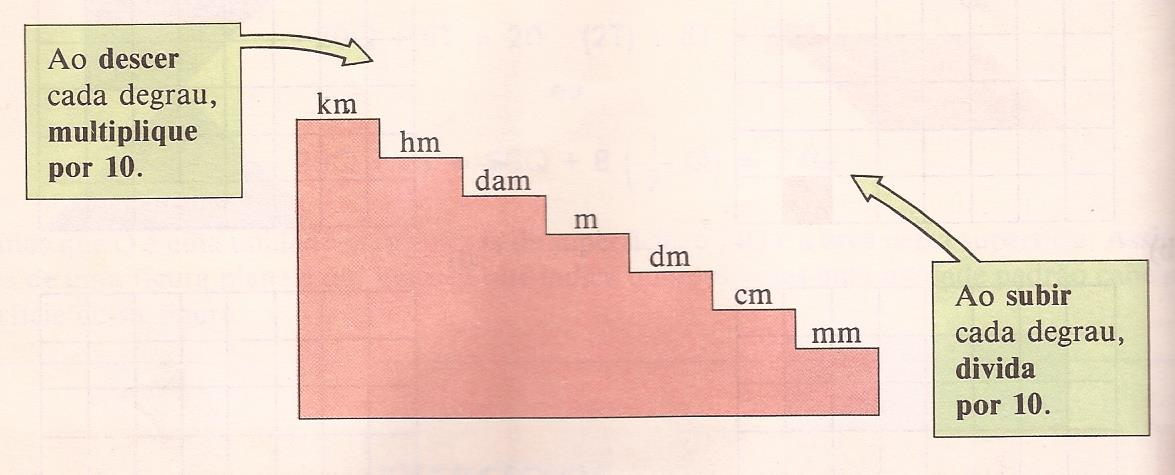 Ao descer
cada degrau,
multiplique
por 10.
km
hm
dam
m
dm
cm
mm
Ao subir
cada degrau,
divida
por 10.